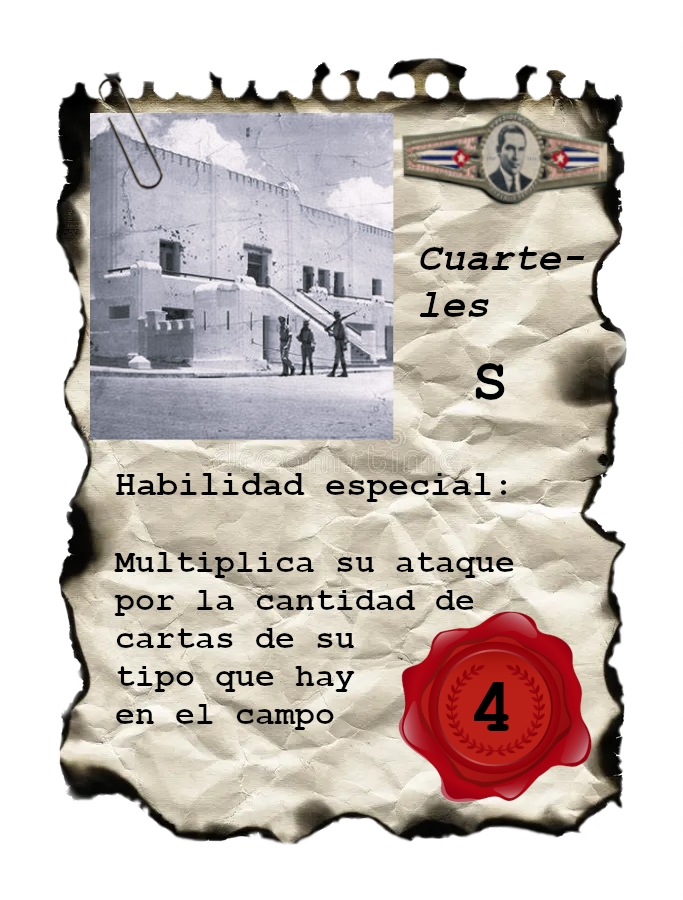 Cuarte-
les
S
Habilidad especial:
Multiplica su ataque
por la cantidad de
cartas de su
tipo que hay
en el campo
4